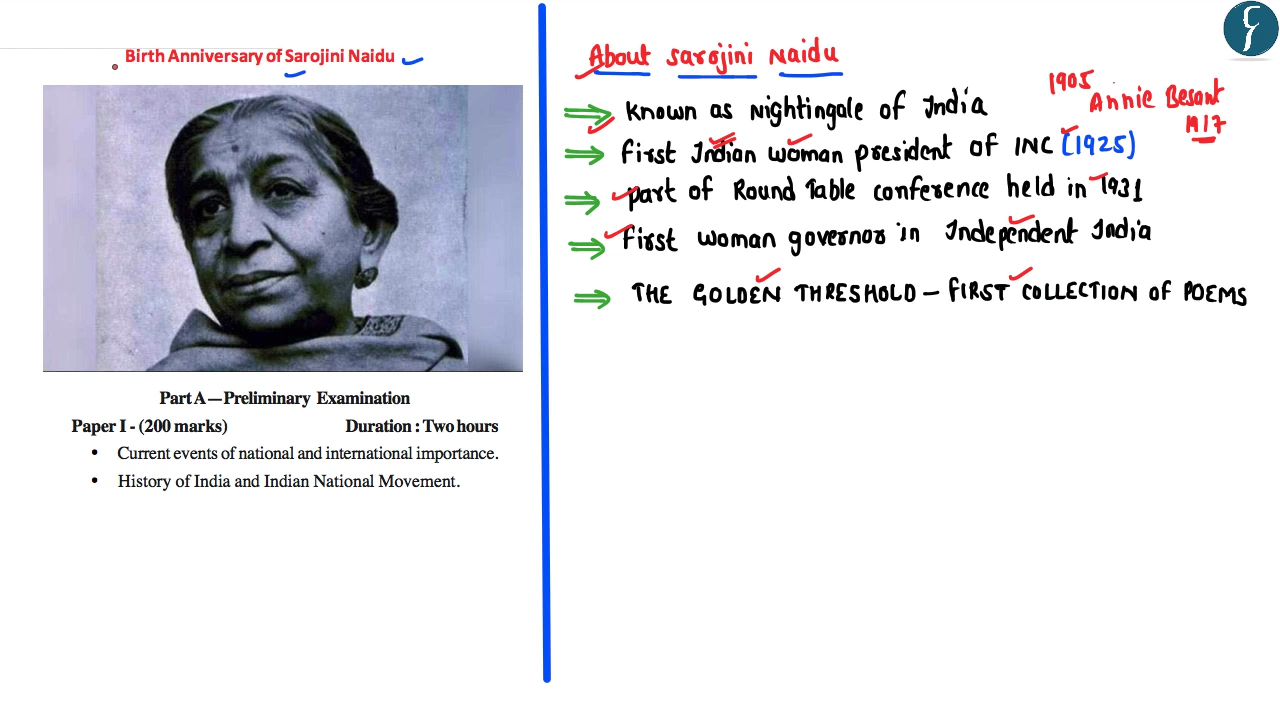 Birth Anniversary of Sarojini Naidu
Part A—Preliminary Examination
Paper I - (200 marks) Duration : Two hours
• Current events of national and international importance.
• History of India and Indian National Movement.
About Sarojini Naidu
⇒ Known as Nightingale of India
1905
Annie Besant
1917
⇒ First Indian woman president of INC (1925)
⇒ part of Round Table conference held in 1931
⇒ First woman governor in Independent India
⇒ THE GOLDEN THRESHOLD – FIRST COLLECTION OF POEMS